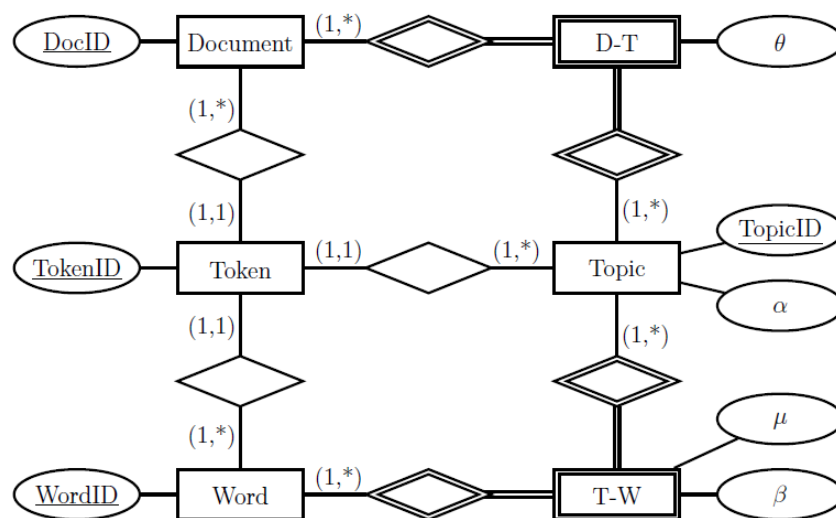 DocID Document (1,*) D-T θ
(1,*)
(1,1) (1,*) TopicID
TokenID Token (1,1) (1,*) Topic
α
(1,1) (1,*)
(1,*) μ
WordID Word (1,*) T-W β